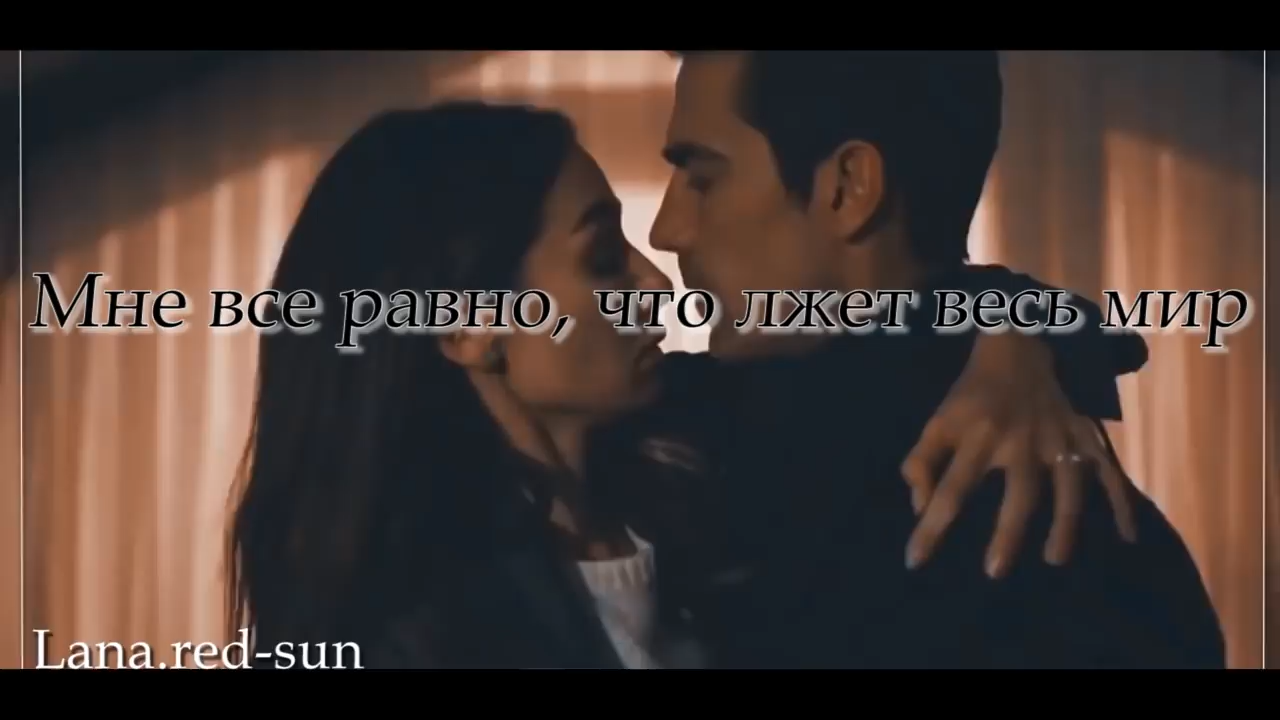 Мне все равно, что лжет весь мир
Lana.red-sun